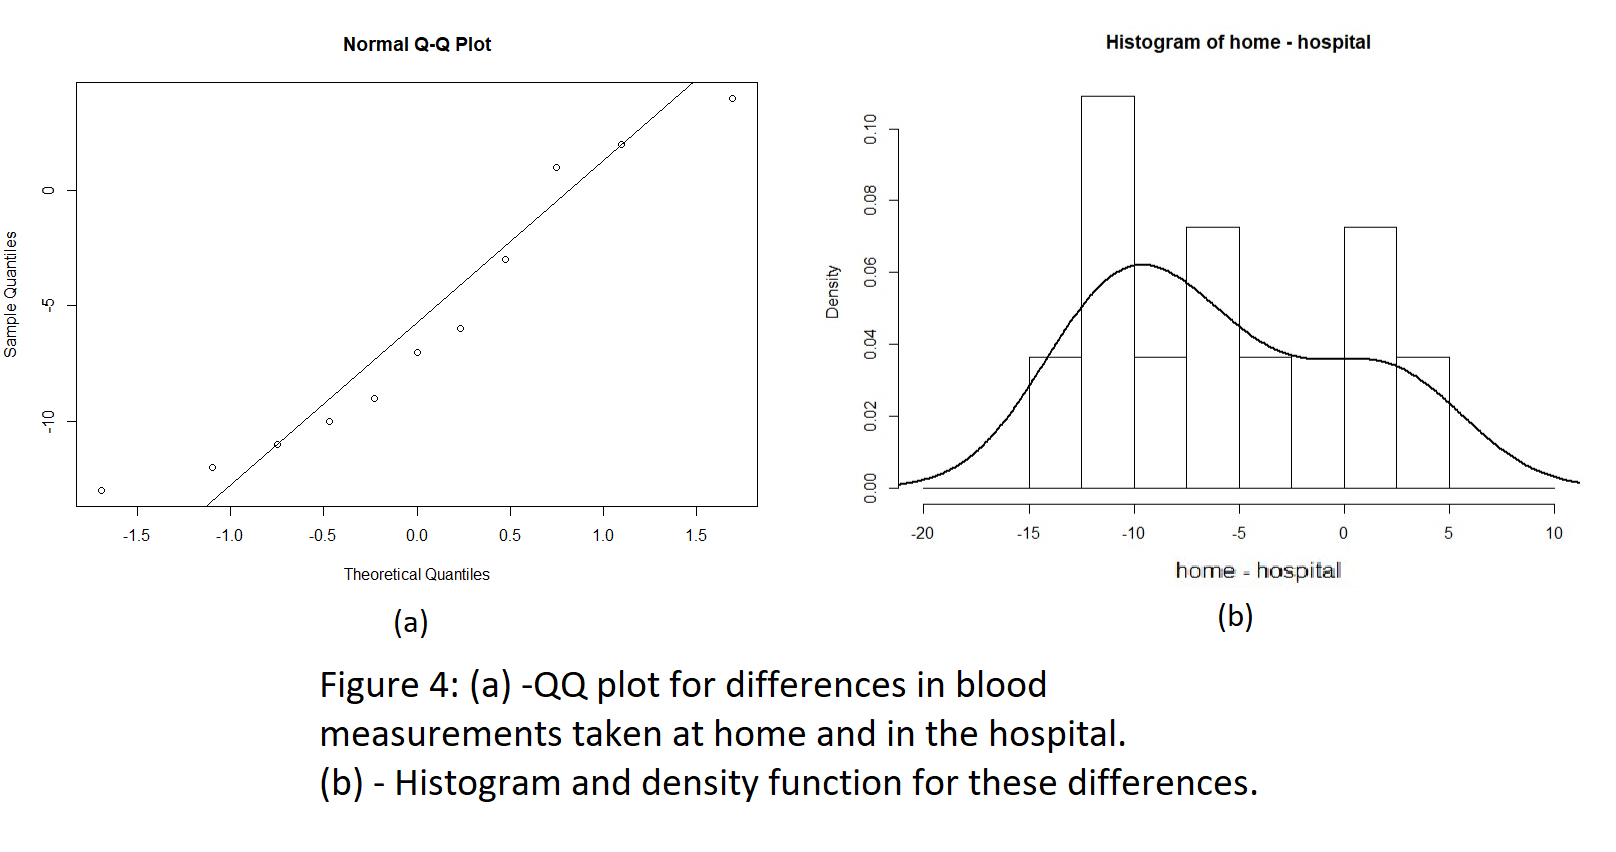 Normal Q-Q Plot
Sample Quantiles
0
-5
-10
-1.5 -1.0 -0.5 0.0 0.5 1.0 1.5
Theoretical Quantiles
(a)
Histogram of home - hospital
Density
0.10
0.08
0.06
0.04
0.02
0.00
-20 -15 -10 -5 0 5 10
home - hospital
(b)
Figure 4: (a) -QQ plot for differences in blood
measurements taken at home and in the hospital.
(b) - Histogram and density function for these differences.